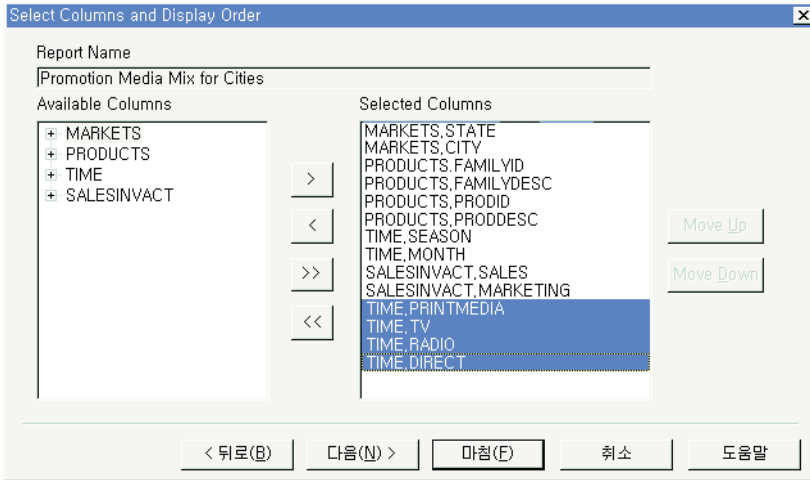 Select Columns and Display Order
Report Name
Promotion Media Mix for Cities
Available Columns
MARKETS
PRODUCTS
TIME
SALESINVACT
>
<
>>
<<
Selected Columns
MARKETS,STATE
MARKETS,CITY
PRODUCTS.FAMILYID
PRODUCTS,FAMILYDESC
PRODUCTS,PRODID
PRODUCTS,PRODDESC
TIME,SEASON
TIME,MONTH
SALESINVACT,SALES
SALESINVACT,MARKETING
TIME,PRINTMEDIA
TIME,TV
TIME,RADIO
TIME,DIRECT
Move Up
Move Down
< 뒤로(B)
다음(N) >
마침(F)
취소
도움말